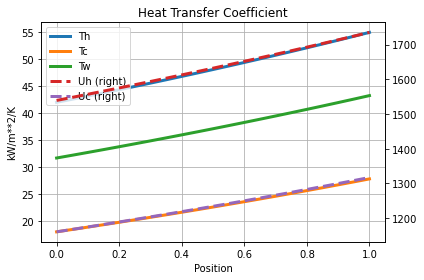 Heat Transfer Coefficient
Th
Tc
Tw
Uh (right)
Uc (right)
kW/m**2/K
55
50
45
40
35
30
25
20
1700
1600
1500
1400
1300
1200
0.0 0.2 0.4 0.6 0.8 1.0
Position